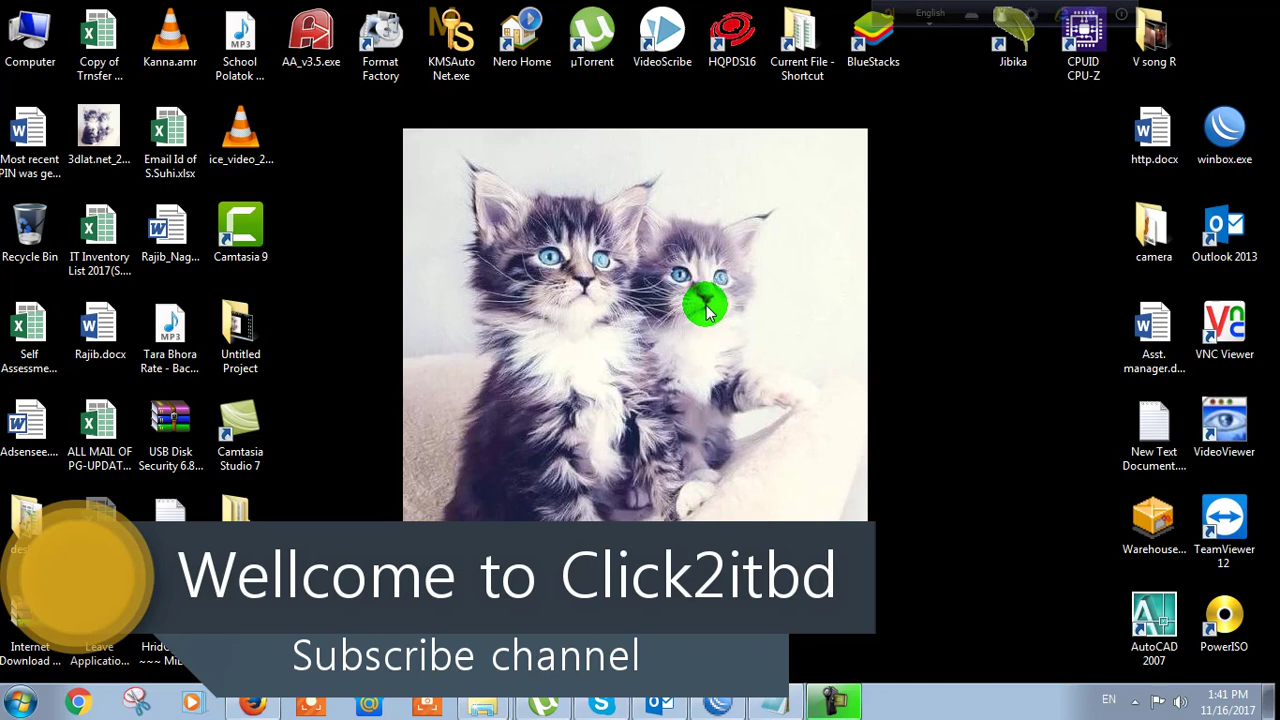 English
Computer
Copy of
Trnsfer ...
Kanna.amr
School
Polatok ...
AA_v3.5.exe
Format
Factory
KMSAuto
Net.exe
Nero Home
µTorrent
VideoScribe
HQPDS16
Current File -
Shortcut
BlueStacks
Jibika
CPUID
CPU-Z
V song R
Most recent
PIN was ge...
3dlat.net_2...
Email Id of
S.Suhi.xlsx
ice_video_2...
http.docx
winbox.exe
Recycle Bin
IT Inventory
List 2017(S....
Rajib_Nag...
Camtasia 9
camera
Outlook 2013
Self
Assessme...
Rajib.docx
Tara Bhora
Rate - Bac...
Untitled
Project
Asst.
manager.d...
VNC Viewer
Adsensee....
ALL MAIL OF
PG-UPDAT...
USB Disk
Security 6.8...
Camtasia
Studio 7
New Text
Document....
VideoViewer
Warehouse...
TeamViewer
12
Wellcome to Click2itbd
Subscribe channel
Internet
Download ...
Leave
Applicatio...
AutoCAD
2007
PowerISO
EN
1:41 PM
11/16/2017